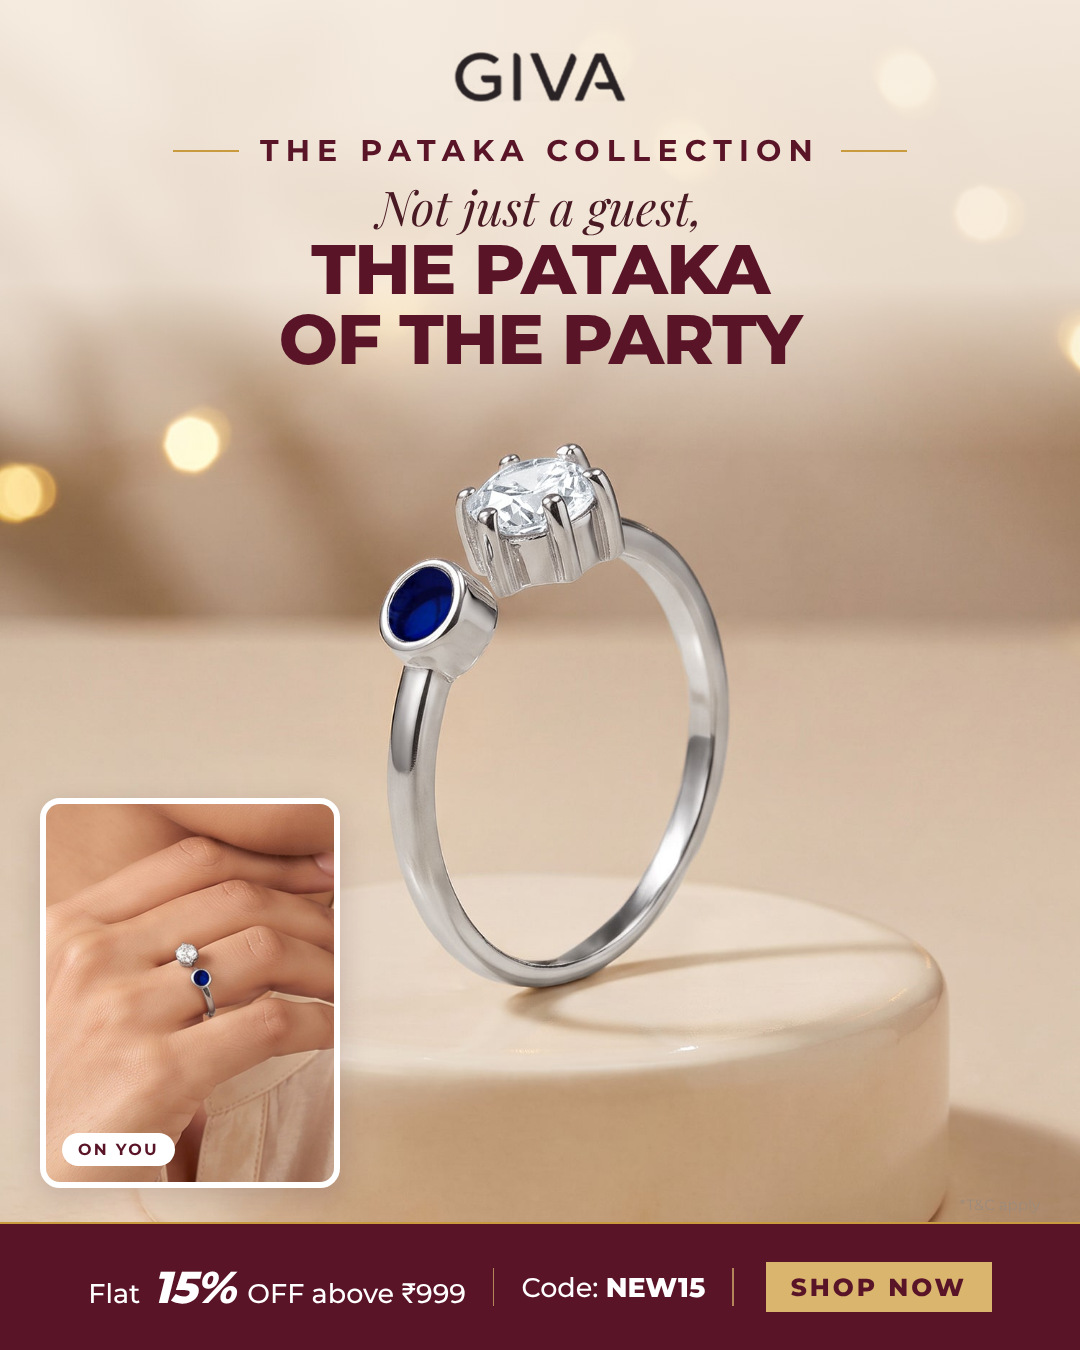 GIVA
THE PATAKA COLLECTION
Not just a guest,
THE PATAKA
OF THE PARTY
ON YOU
Flat 15% OFF above ₹999
Code: NEW15
SHOP NOW